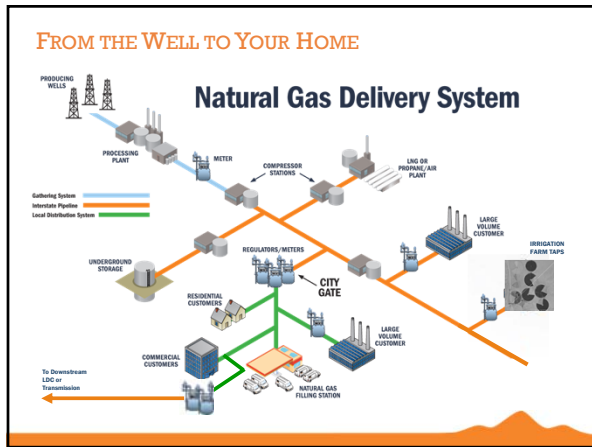 FROM THE WELL TO YOUR HOME
Natural Gas Delivery System
PRODUCING
WELLS
PROCESSING
PLANT
METER
COMPRESSOR
STATIONS
LNG OR
PROPANE/AIR
PLANT
Gathering System
Interstate Pipeline
Local Distribution System
LARGE
VOLUME
CUSTOMER
IRRIGATION
FARM TAPS
UNDERGROUND
STORAGE
REGULATORS/METERS
CITY
GATE
RESIDENTIAL
CUSTOMERS
COMMERCIAL
CUSTOMERS
LARGE
VOLUME
CUSTOMER
NATURAL GAS
FILLING STATION
To Downstream
LDC or
Transmission